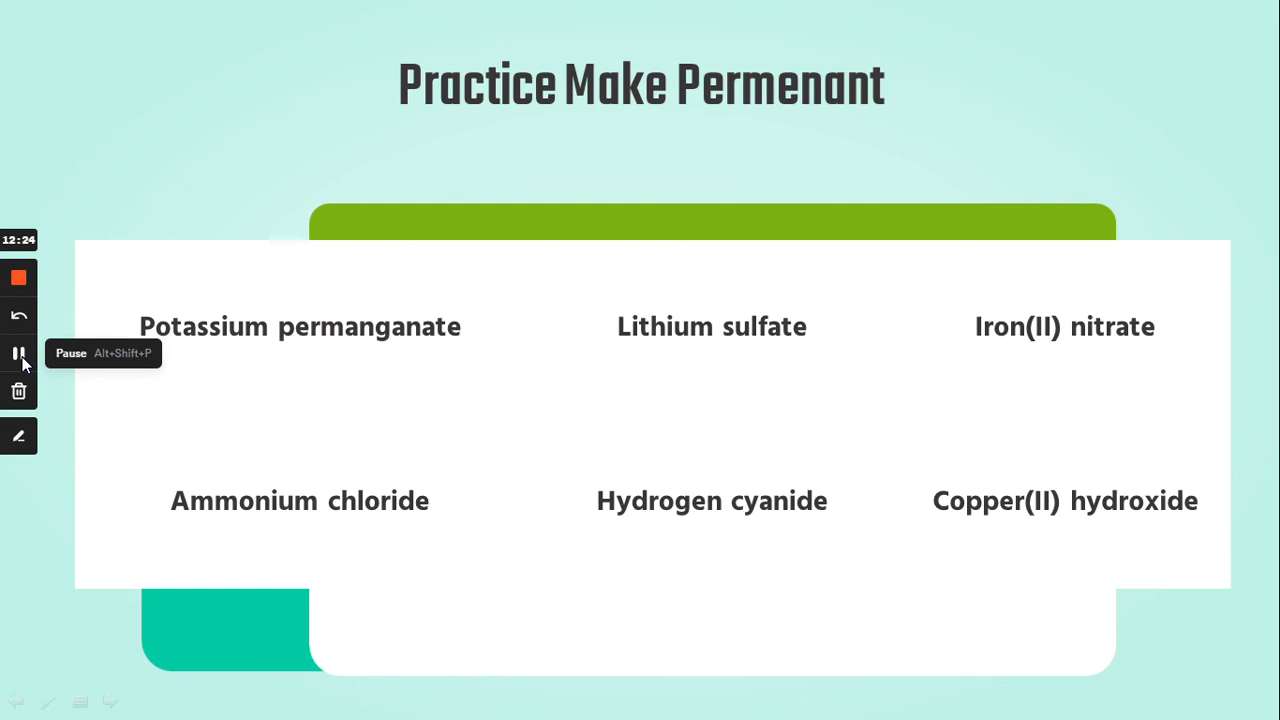 Practice Make Permenant
12:24
Potassium permanganate Lithium sulfate Iron(II) nitrate
Pause Alt+Shift+P
Ammonium chloride Hydrogen cyanide Copper(II) hydroxide